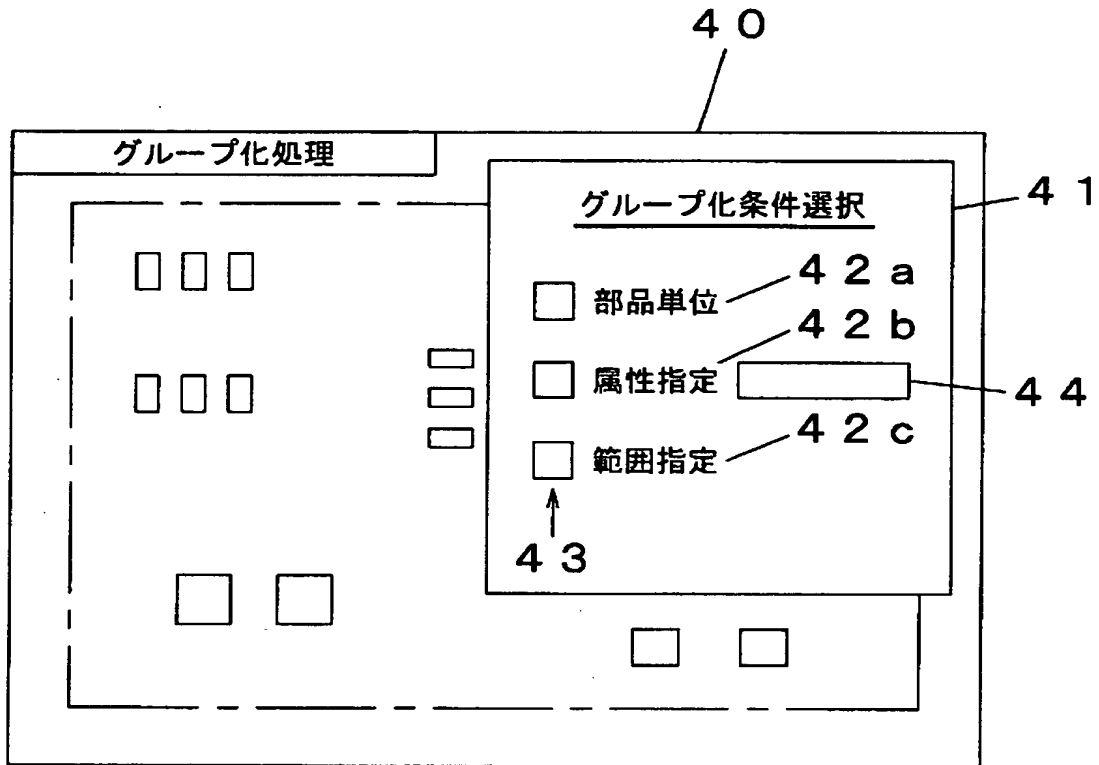 ４０
グループ化処理
グループ化条件選択
４１
部品単位
４２ａ
属性指定
４２ｂ
４４
範囲指定
４２ｃ
４３